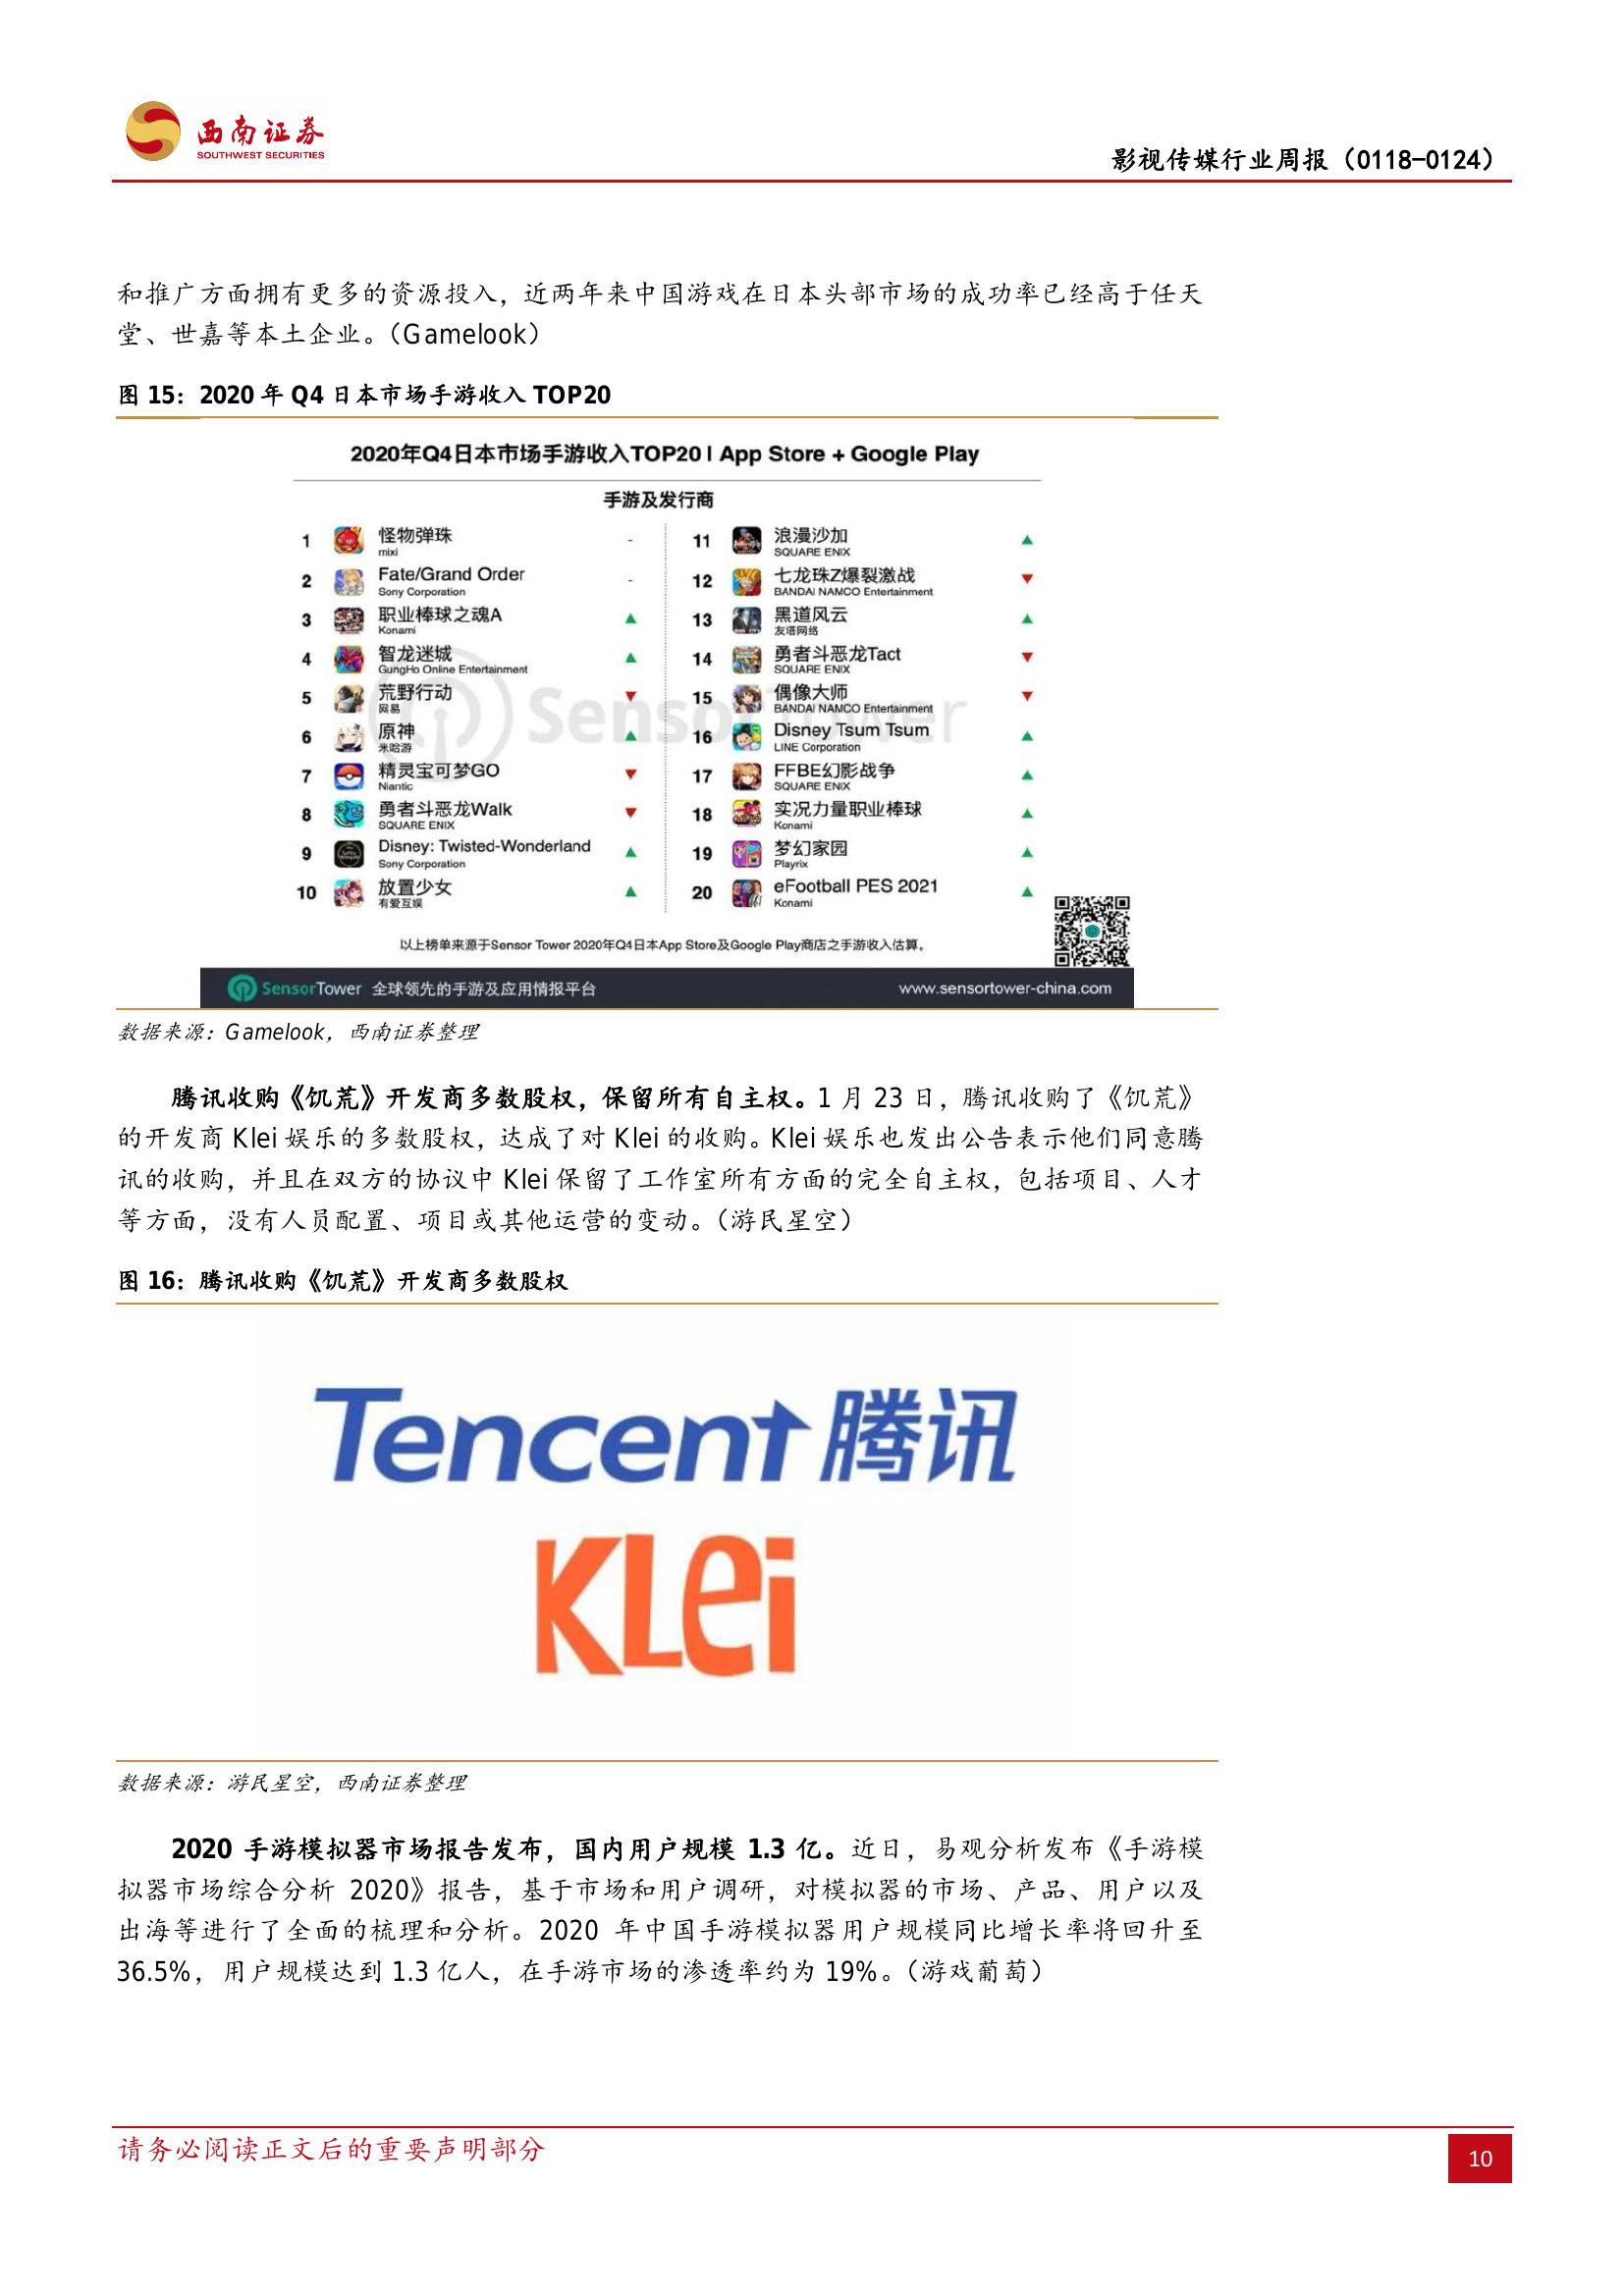 西南证券
SOUTHWEST SECURITIES
影视传媒行业周报（0118-0124）
和推广方面拥有更多的资源投入，近两年来中国游戏在日本头部市场的成功率已经高于任天
堂、世嘉等本土企业。（Gamelook）
图 15：2020 年 Q4 日本市场手游收入 TOP20
2020年Q4日本市场手游收入TOP20 | App Store + Google Play
手游及发行商
1 怪物弹珠 -
mixi
2 Fate/Grand Order -
Sony Corporation
3 职业棒球之魂A ▲
Konami
4 智龙迷城 ▲
GungHo Online Entertainment
5 荒野行动 ▼
网易
6 原神 ▲
米哈游
7 精灵宝可梦GO ▼
Niantic
8 勇者斗恶龙Walk ▼
SQUARE ENIX
9 Disney: Twisted-Wonderland ▲
Sony Corporation
10 放置少女 ▲
有爱互娱
11 浪漫沙加 ▲
SQUARE ENIX
12 七龙珠Z爆裂激战 ▼
BANDAI NAMCO Entertainment
13 黑道风云 ▲
友塔网络
14 勇者斗恶龙Tact ▼
SQUARE ENIX
15 偶像大师 ▼
BANDAI NAMCO Entertainment
16 Disney Tsum Tsum ▲
LINE Corporation
17 FFBE幻影战争 ▲
SQUARE ENIX
18 实况力量职业棒球 ▲
Konami
19 梦幻家园 ▲
Playrix
20 eFootball PES 2021 ▲
Konami
SensorTower
以上榜单来源于Sensor Tower 2020年Q4日本App Store及Google Play商店之手游收入估算。
SensorTower 全球领先的手游及应用情报平台
www.sensortower-china.com
数据来源：Gamelook，西南证券整理
腾讯收购《饥荒》开发商多数股权，保留所有自主权。1 月 23 日，腾讯收购了《饥荒》
的开发商 Klei 娱乐的多数股权，达成了对 Klei 的收购。Klei 娱乐也发出公告表示他们同意腾
讯的收购，并且在双方的协议中 Klei 保留了工作室所有方面的完全自主权，包括项目、人才
等方面，没有人员配置、项目或其他运营的变动。（游民星空）
图 16：腾讯收购《饥荒》开发商多数股权
Tencent 腾讯
Klei
数据来源：游民星空，西南证券整理
2020 手游模拟器市场报告发布，国内用户规模 1.3 亿。近日，易观分析发布《手游模
拟器市场综合分析 2020》报告，基于市场和用户调研，对模拟器的市场、产品、用户以及
出海等进行了全面的梳理和分析。2020 年中国手游模拟器用户规模同比增长率将回升至
36.5%，用户规模达到 1.3 亿人，在手游市场的渗透率约为 19%。（游戏葡萄）
请务必阅读正文后的重要声明部分
10